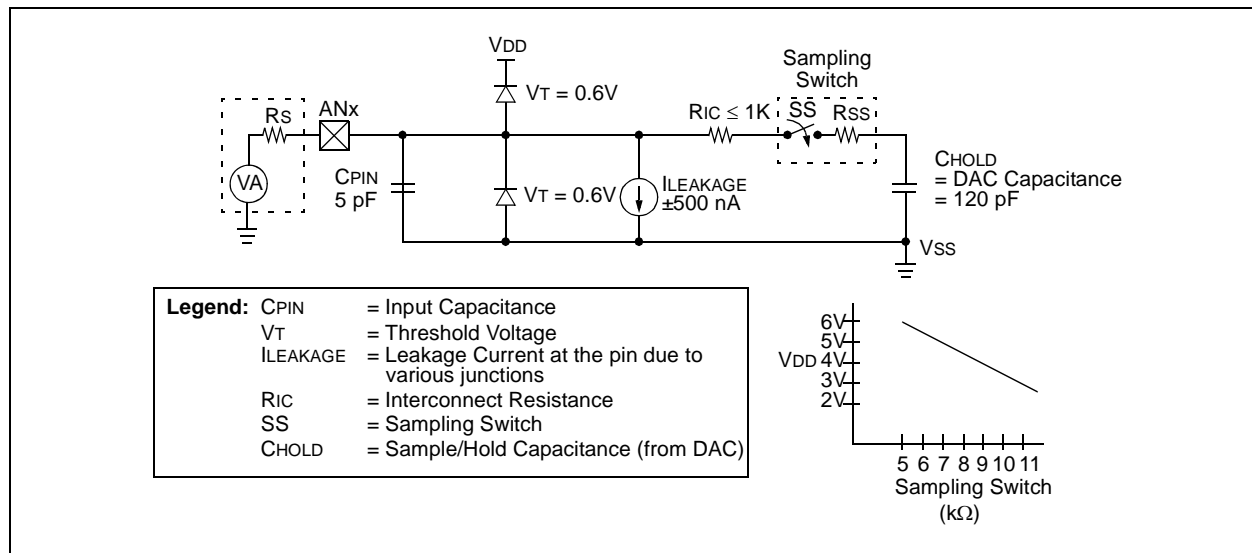 VDD
Sampling
Switch
VT = 0.6V
RS
ANx
RIC ≤ 1K
SS
RSS
VA
CPIN
5 pF
VT = 0.6V
ILEAKAGE
±500 nA
CHOLD
= DAC Capacitance
= 120 pF
VSS
Legend: CPIN = Input Capacitance
VT = Threshold Voltage
ILEAKAGE = Leakage Current at the pin due to
various junctions
RIC = Interconnect Resistance
SS = Sampling Switch
CHOLD = Sample/Hold Capacitance (from DAC)
6V
5V
VDD 4V
3V
2V
5 6 7 8 9 10 11
Sampling Switch
(kΩ)